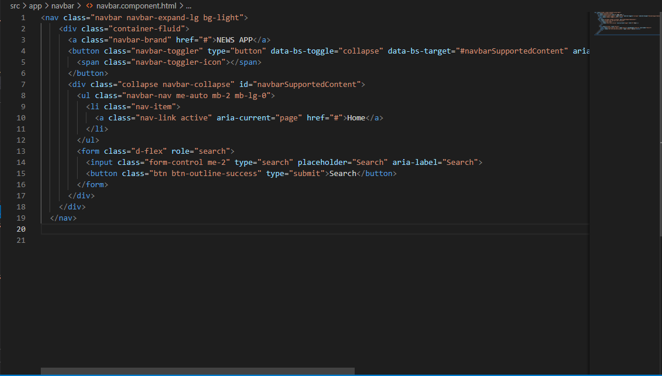 src > app > navbar > <> navbar.component.html > ...
1 <nav class="navbar navbar-expand-lg bg-light">
2 <div class="container-fluid">
3 <a class="navbar-brand" href="#">NEWS APP</a>
4 <button class="navbar-toggler" type="button" data-bs-toggle="collapse" data-bs-target="#navbarSupportedContent" aria
5 <span class="navbar-toggler-icon"></span>
6 </button>
7 <div class="collapse navbar-collapse" id="navbarSupportedContent">
8 <ul class="navbar-nav me-auto mb-2 mb-lg-0">
9 <li class="nav-item">
10 <a class="nav-link active" aria-current="page" href="#">Home</a>
11 </li>
12 </ul>
13 <form class="d-flex" role="search">
14 <input class="form-control me-2" type="search" placeholder="Search" aria-label="Search">
15 <button class="btn btn-outline-success" type="submit">Search</button>
16 </form>
17 </div>
18 </div>
19 </nav>
20
21